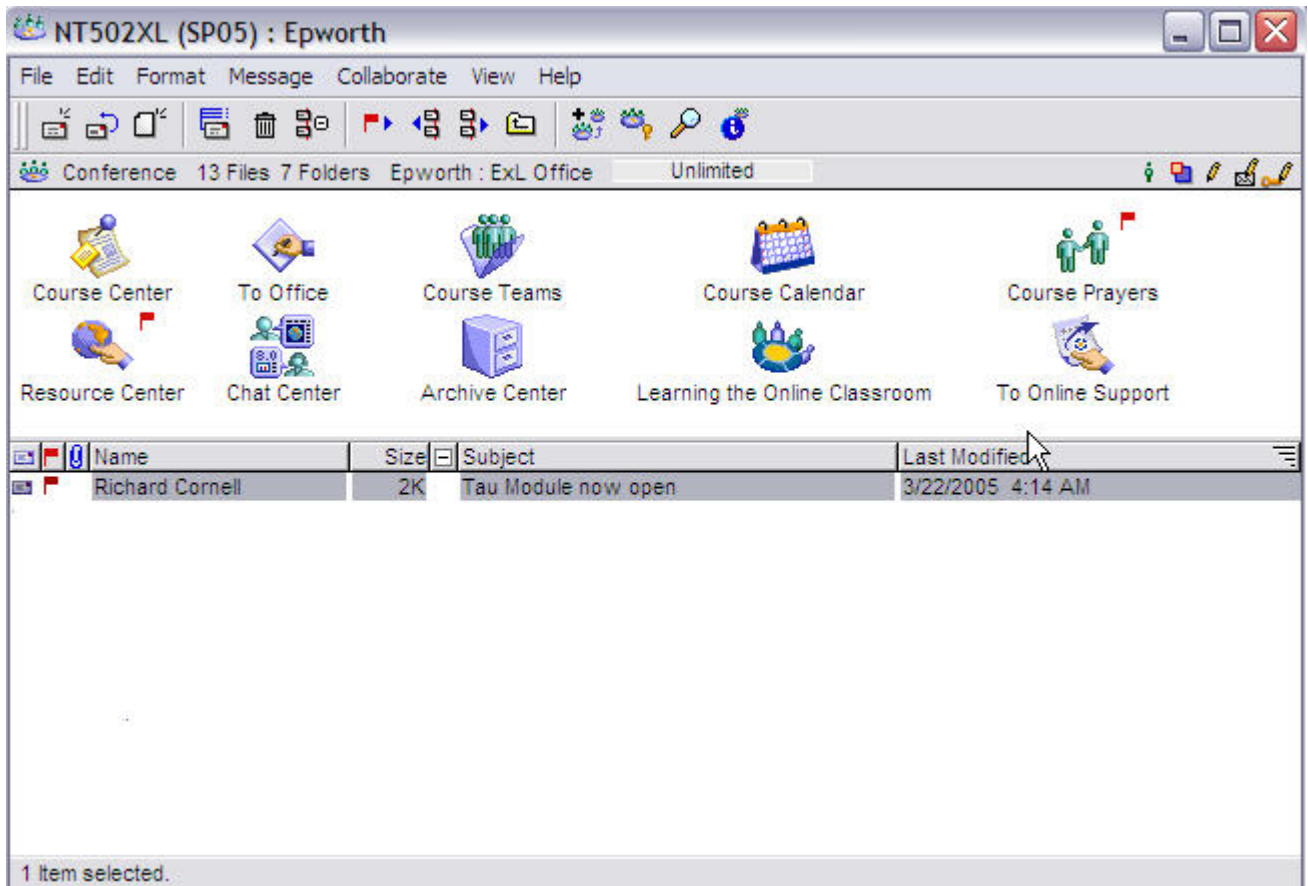 NT502XL (SP05) : Epworth
File Edit Format Message Collaborate View Help
Conference 13 Files 7 Folders Epworth : ExL Office Unlimited
Course Center To Office Course Teams Course Calendar Course Prayers
8.0
Resource Center Chat Center Archive Center Learning the Online Classroom To Online Support
Name Size Subject Last Modified
Richard Cornell 2K Tau Module now open 3/22/2005 4:14 AM
1 Item selected.